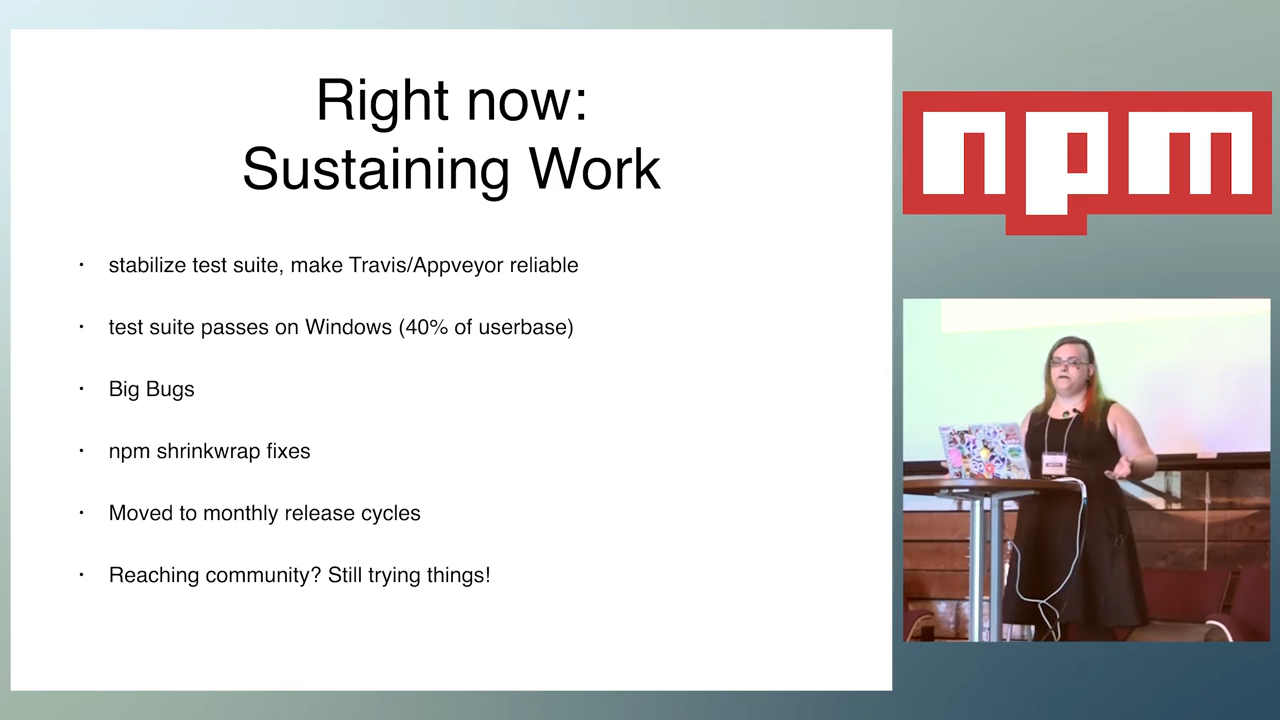 Right now:
Sustaining Work
• stabilize test suite, make Travis/Appveyor reliable
• test suite passes on Windows (40% of userbase)
• Big Bugs
• npm shrinkwrap fixes
• Moved to monthly release cycles
• Reaching community? Still trying things!
npm